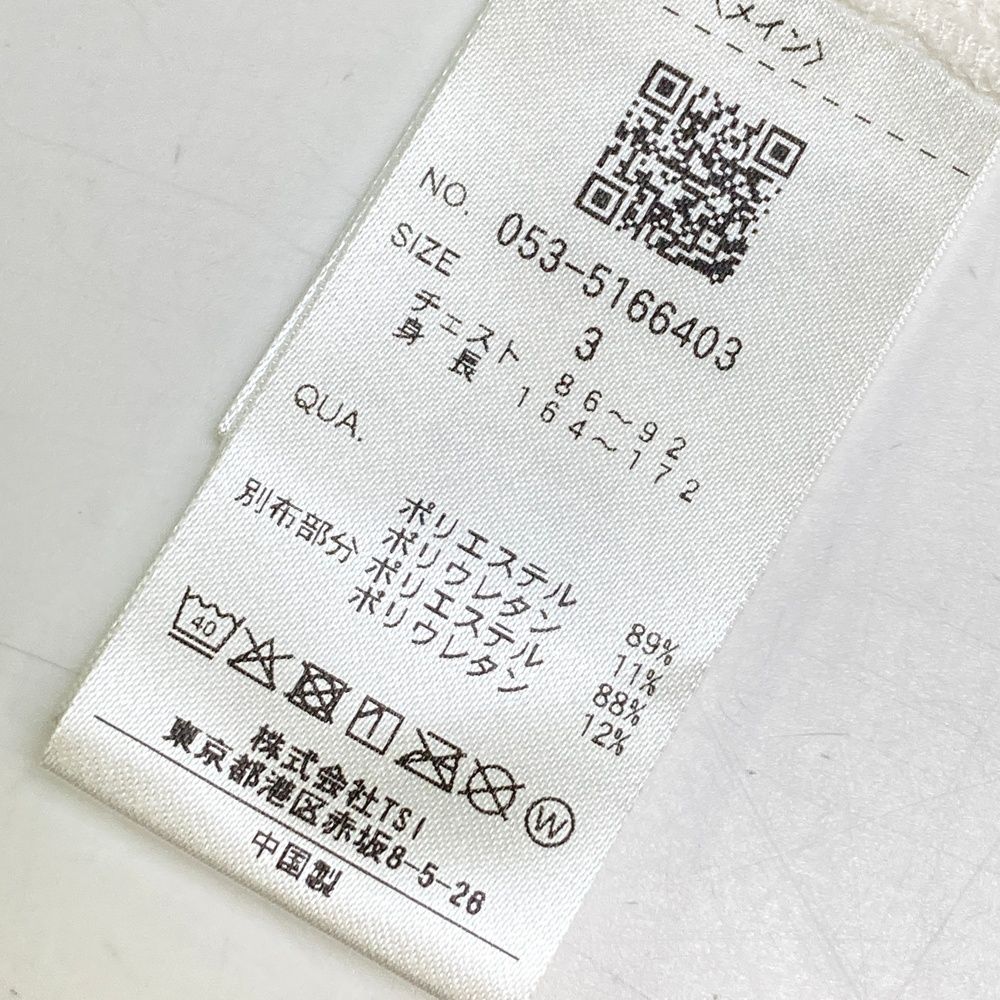 〈メイン〉
NO. 053-5166403
SIZE 3
チェスト 86～92
身長 164～172
QUA.
ポリエステル 89%
ポリウレタン 11%
別布部分 ポリエステル 88%
ポリウレタン 12%
40
W
株式会社TSI
東京都港区赤坂8-5-26
中国製